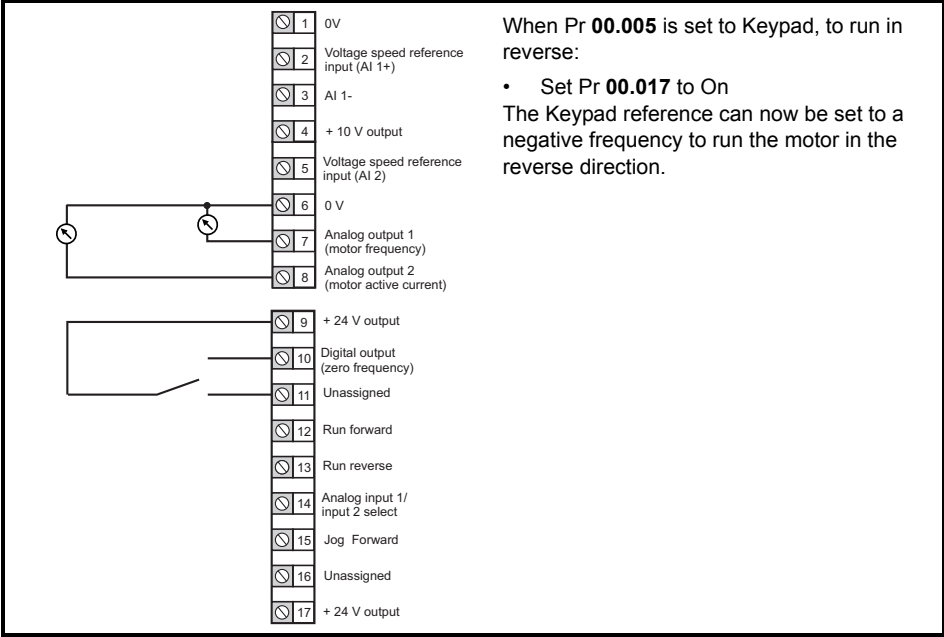 1 0V
2 Voltage speed reference
input (AI 1+)
3 AI 1-
4 + 10 V output
5 Voltage speed reference
input (AI 2)
6 0 V
7 Analog output 1
(motor frequency)
8 Analog output 2
(motor active current)
9 + 24 V output
10 Digital output
(zero frequency)
11 Unassigned
12 Run forward
13 Run reverse
14 Analog input 1/
input 2 select
15 Jog Forward
16 Unassigned
17 + 24 V output
When Pr 00.005 is set to Keypad, to run in
reverse:
• Set Pr 00.017 to On
The Keypad reference can now be set to a
negative frequency to run the motor in the
reverse direction.